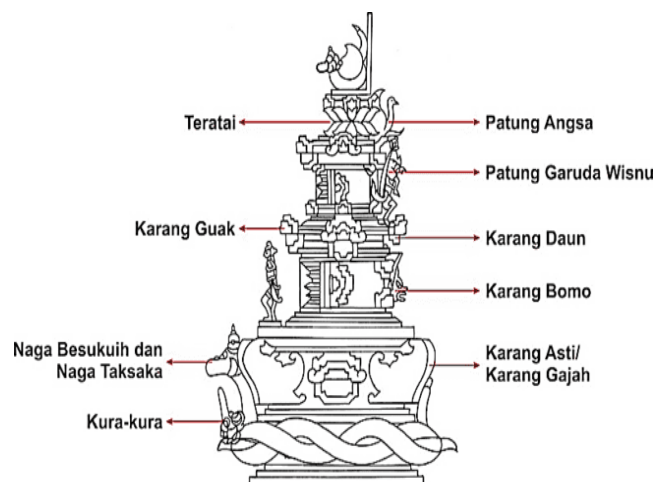 Teratai
Patung Angsa
Patung Garuda Wisnu
Karang Guak
Karang Daun
Karang Bomo
Naga Besukuih dan
Naga Taksaka
Karang Asti/
Karang Gajah
Kura-kura